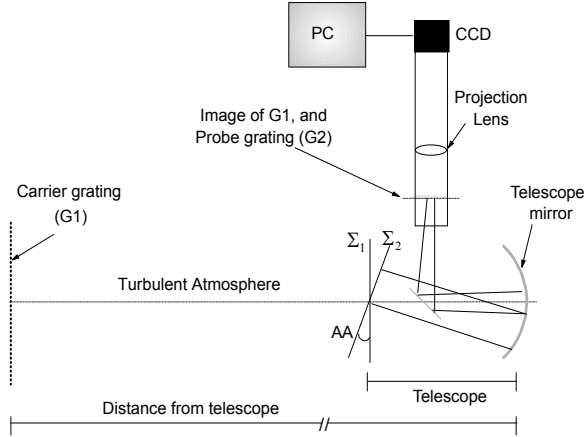 PC
CCD
Projection
Lens
Image of G1, and
Probe grating (G2)
Carrier grating
(G1)
Telescope
mirror
Σ1 Σ2
Turbulent Atmosphere
AA
Telescope
Distance from telescope
//